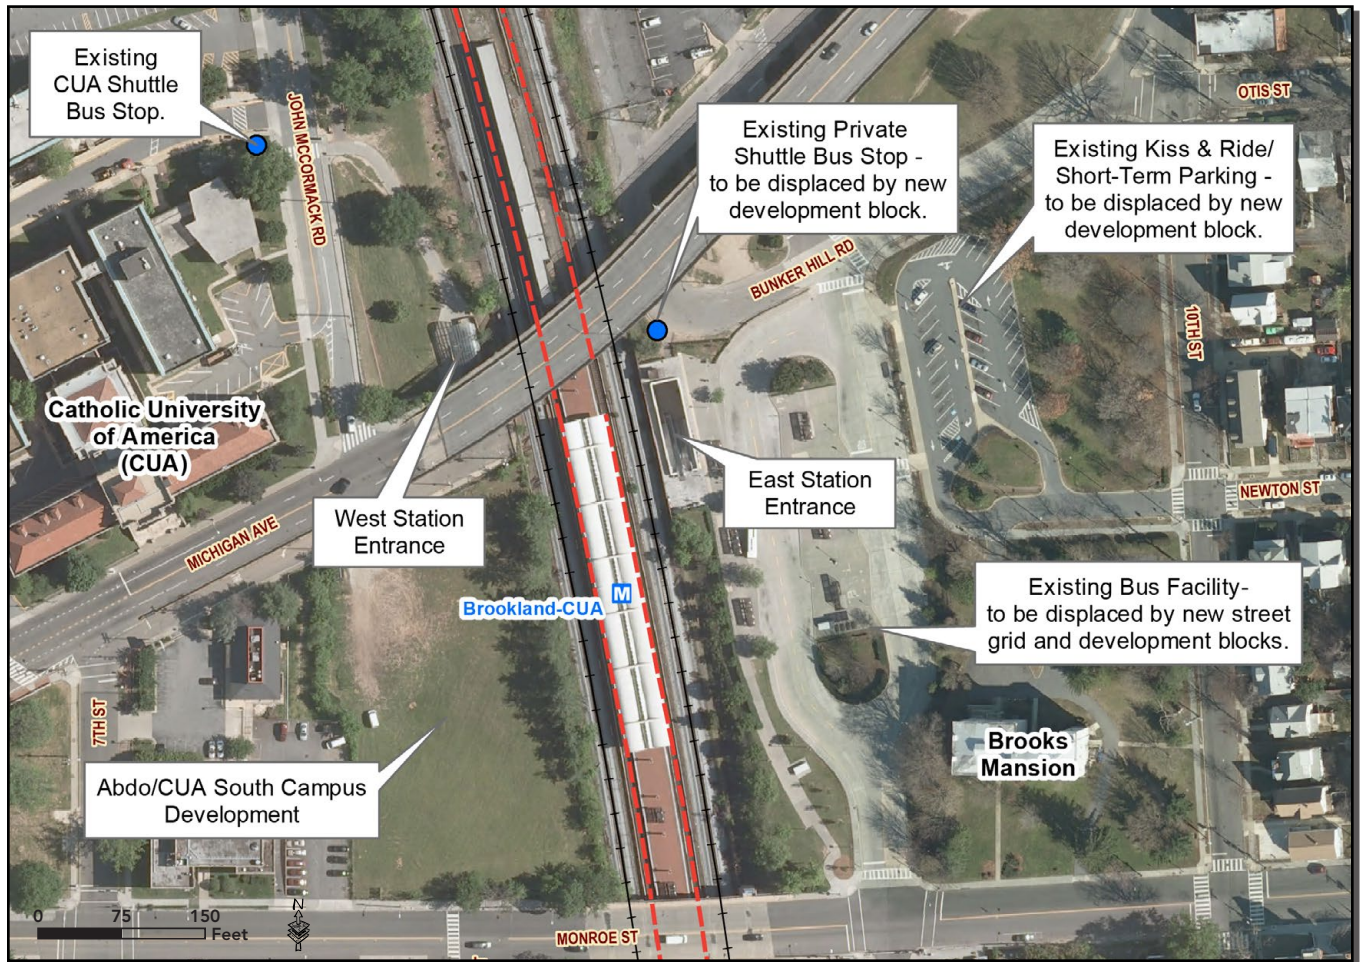 Existing
CUA Shuttle
Bus Stop.
JOHN MCCORMACK RD
Existing Private
Shuttle Bus Stop -
to be displaced by new
development block.
Existing Kiss & Ride/
Short-Term Parking -
to be displaced by new
development block.
OTIS ST
BUNKER HILL RD
10TH ST
Catholic University
of America
(CUA)
West Station
Entrance
East Station
Entrance
NEWTON ST
MICHIGAN AVE
M
Brookland-CUA
Existing Bus Facility-
to be displaced by new street
grid and development blocks.
7TH ST
Brooks
Mansion
Abdo/CUA South Campus
Development
0 75 150
Feet
N
MONROE ST